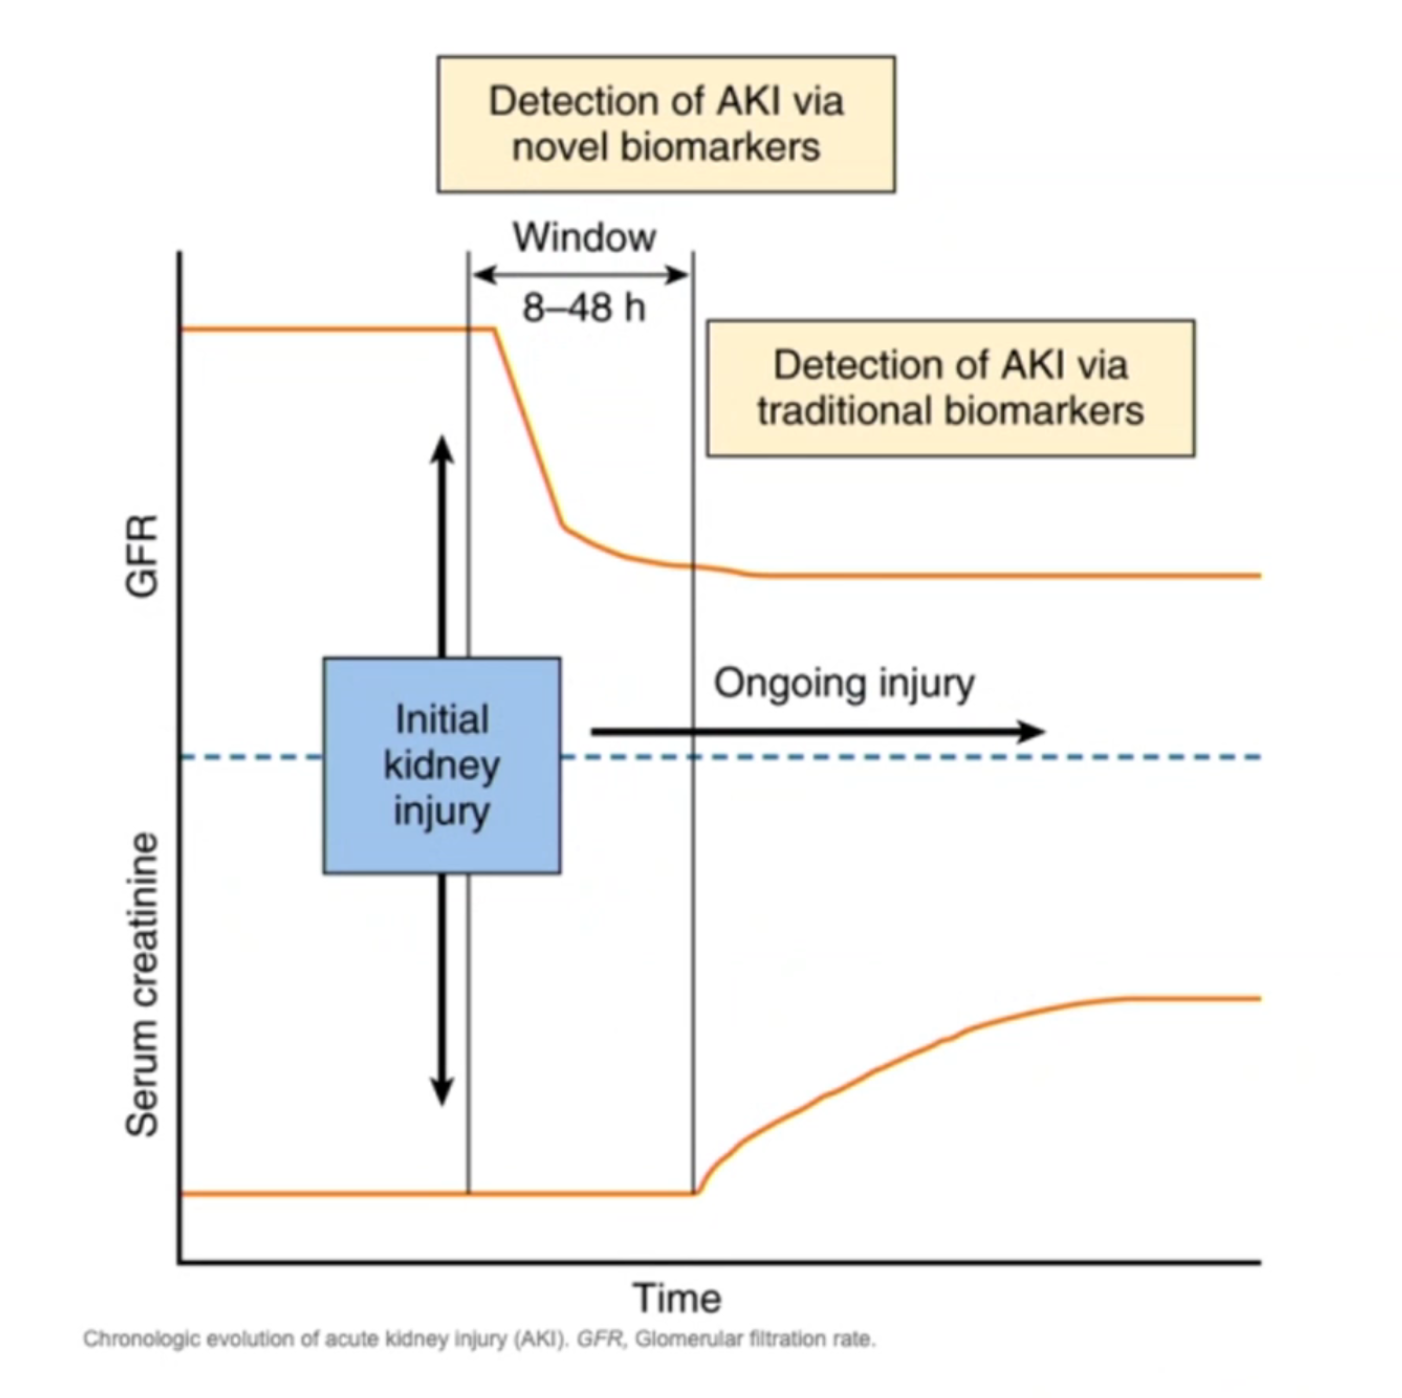 Detection of AKI via
novel biomarkers
Window
8–48 h
Detection of AKI via
traditional biomarkers
GFR
Ongoing injury
Initial
kidney
injury
Serum creatinine
Time
Chronologic evolution of acute kidney injury (AKI). GFR, Glomerular filtration rate.